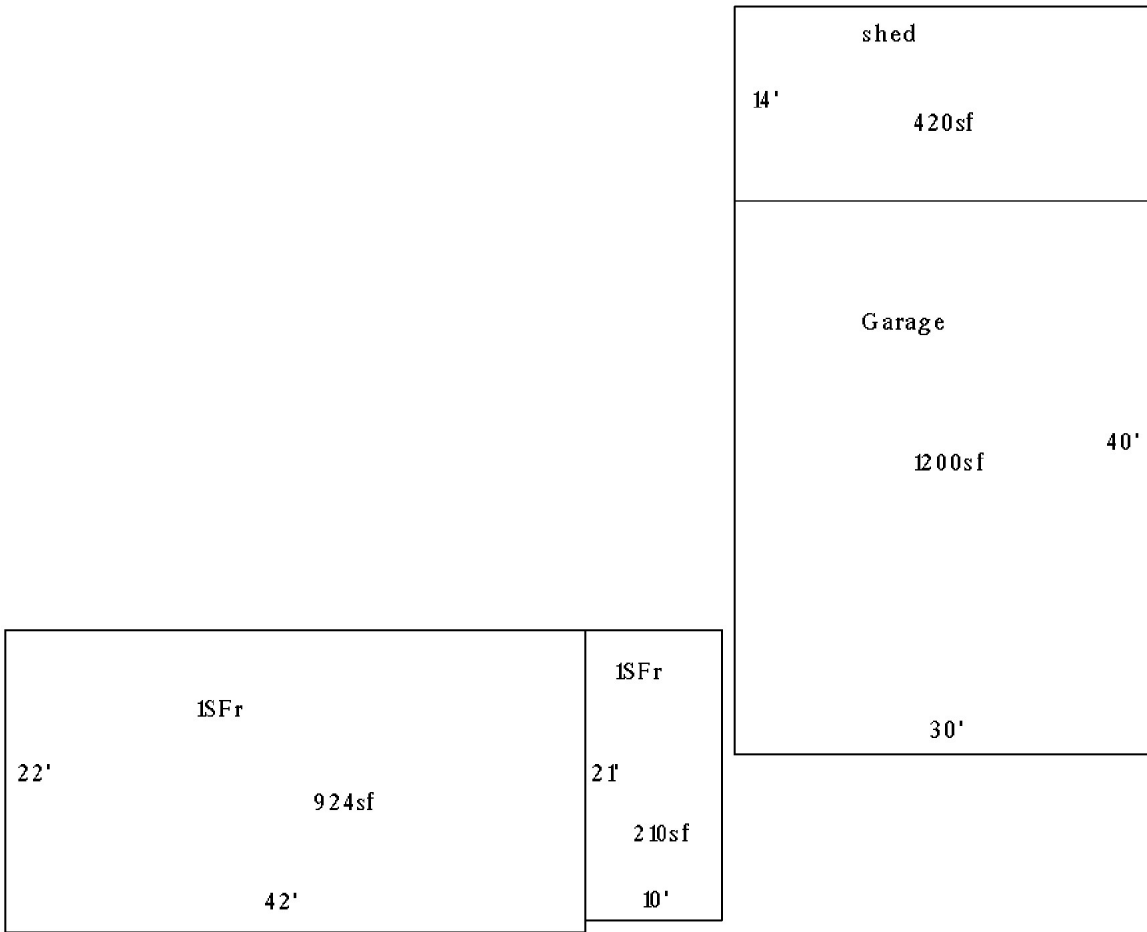 shed
14'
420sf
Garage
40'
1200sf
30'
1SFr
22'
924sf
42'
1SFr
21'
210sf
10'